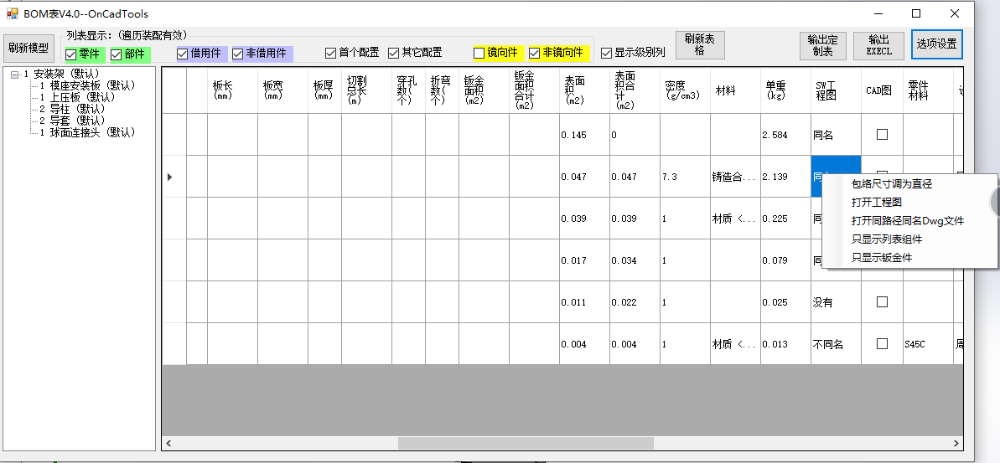 BOM表V4.0--OnCadTools
刷新模型
列表显示：(遍历装配有效)
零件
部件
借用件
非借用件
首个配置
其它配置
镜向件
非镜向件
显示级别列
刷新表
格
输出定
制表
输出
EXECL
选项设置
1 安装架 (默认)
1 模座安装板 (默认)
1 上压板 (默认)
2 导柱 (默认)
2 导套 (默认)
1 球面连接头 (默认)
板长
(mm)
板宽
(mm)
板厚
(mm)
切割
总长
(m)
穿孔
数(
个)
折弯
数(
个)
钣金
面积
(m2)
钣金
面积
合计
(m2)
表面
积
(m2)
表面
积合
计
(m2)
密度
(g/cm3)
材料
单重
(kg)
SW工
程图
CAD图
零件
材料
0.145 0 2.584 同名
0.047 0.047 7.3 铸造合... 2.139
0.039 0.039 1 材质 <... 0.225
0.017 0.034 1 0.079
0.011 0.022 1 0.025 没有
0.004 0.004 1 材质 <... 0.013 不同名 S45C
包络尺寸调为直径
打开工程图
打开同路径同名Dwg文件
只显示列表组件
只显示钣金件